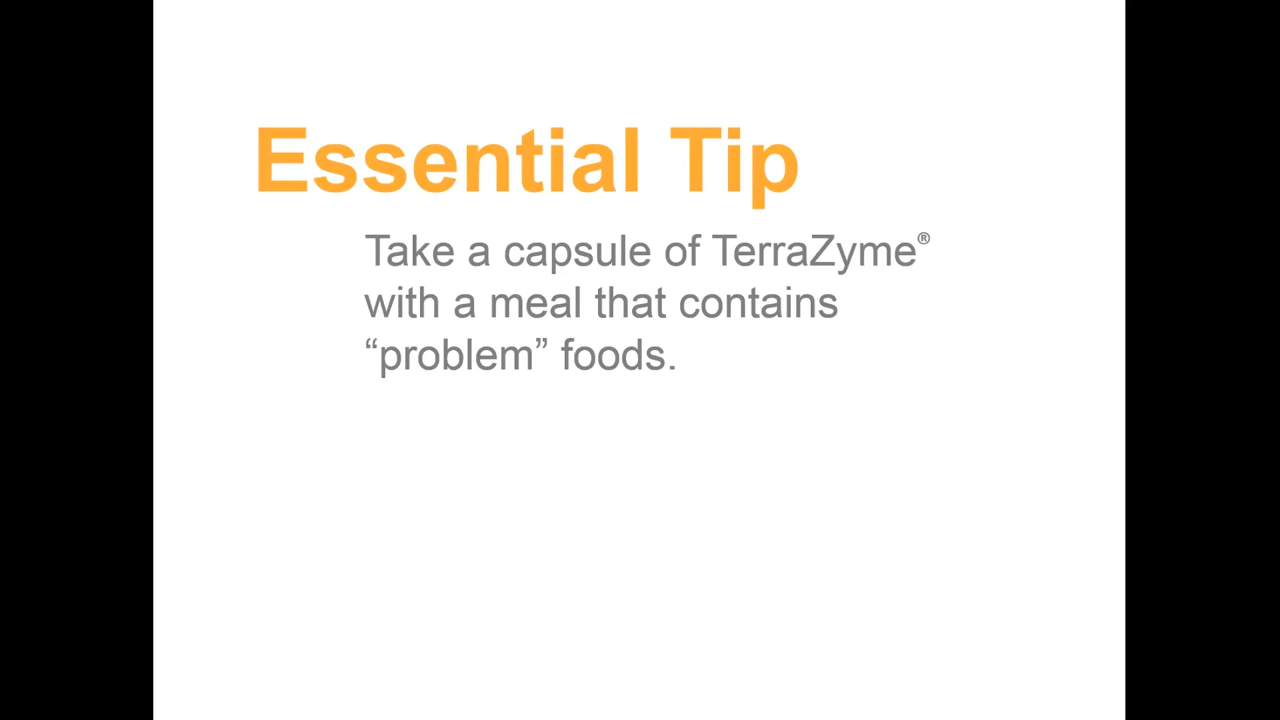 Essential Tip
Take a capsule of TerraZyme®
with a meal that contains
“problem” foods.